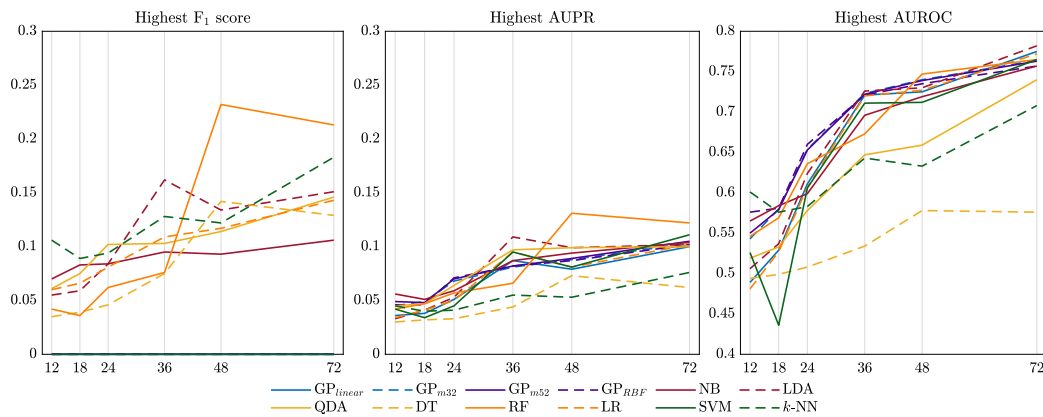 Highest F₁ score
0.3
0.25
0.2
0.15
0.1
0.05
0
12 18 24 36 48 72
Highest AUPR
0.3
0.25
0.2
0.15
0.1
0.05
0
12 18 24 36 48 72
Highest AUROC
0.8
0.75
0.7
0.65
0.6
0.55
0.5
0.45
0.4
12 18 24 36 48 72
GPlinear GPm32 GPm52 GPRBF NB LDA
QDA DT RF LR SVM k-NN